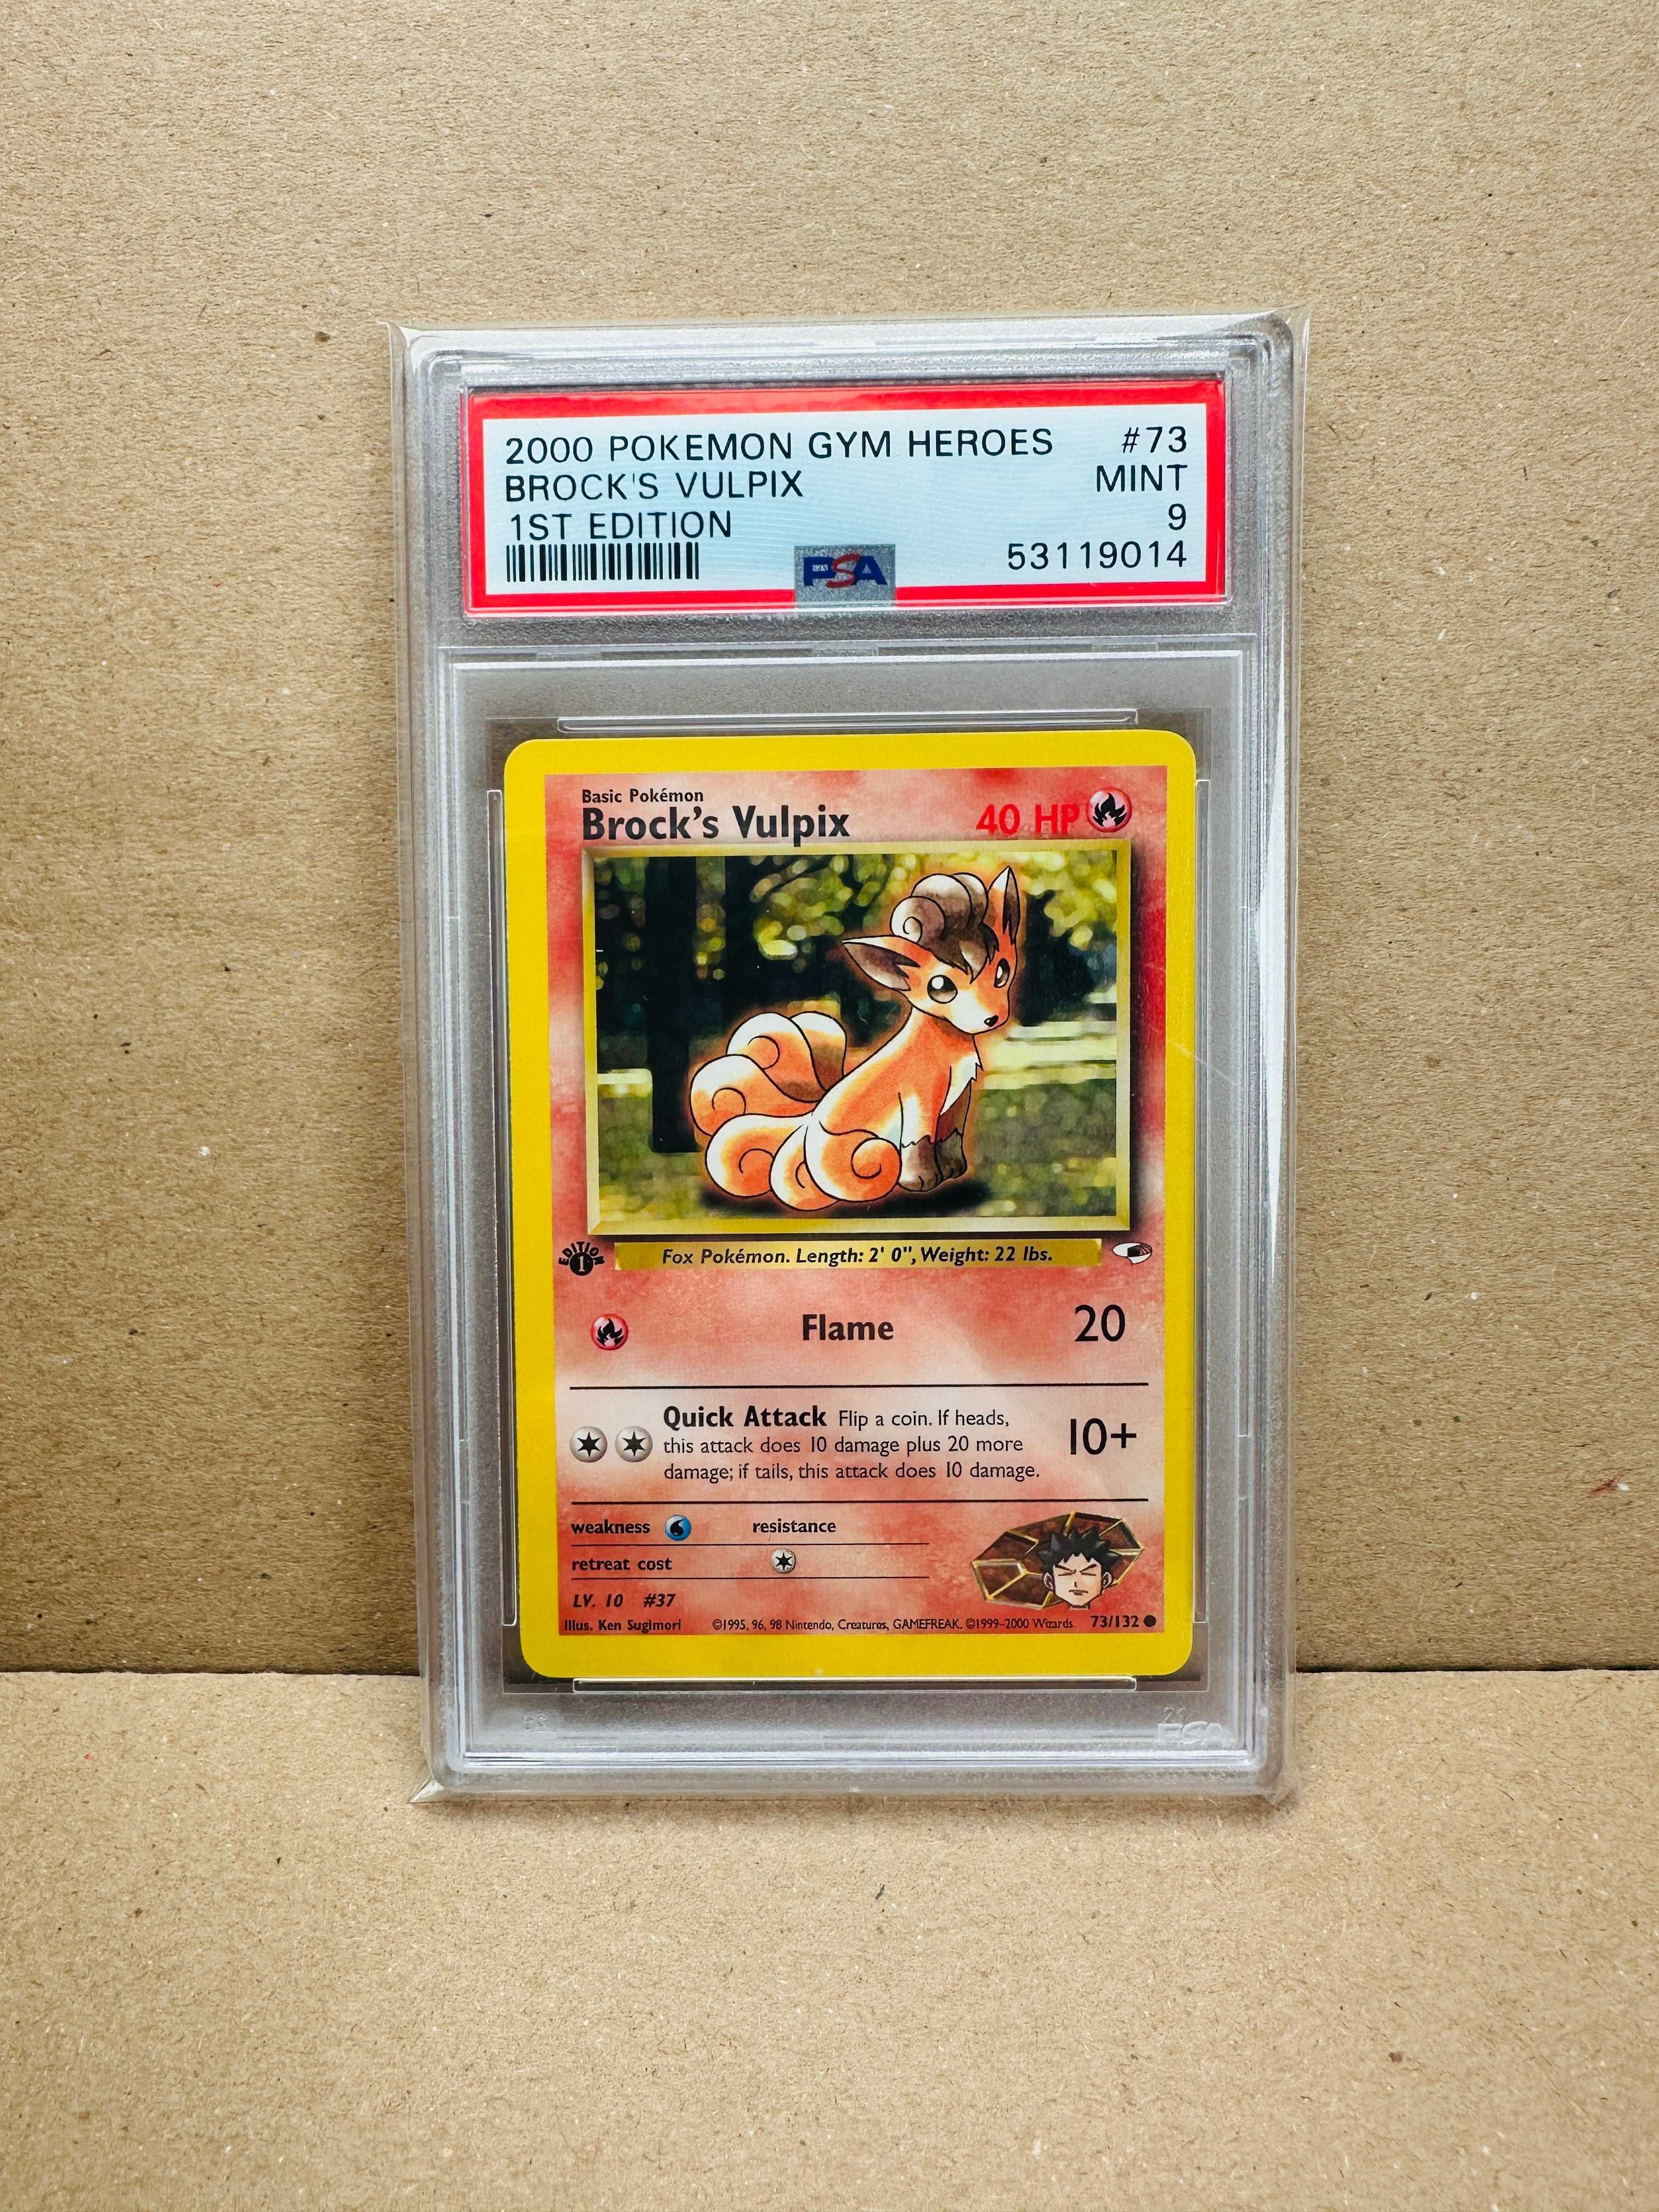 2000 POKEMON GYM HEROES #73
BROCK'S VULPIX MINT
1ST EDITION 9
PSA 53119014
Basic Pokémon
Brock's Vulpix 40 HP
EDITION 1
Fox Pokémon. Length: 2' 0", Weight: 22 lbs.
Flame 20
Quick Attack Flip a coin. If heads,
this attack does 10 damage plus 20 more
damage; if tails, this attack does 10 damage.
10+
weakness resistance
retreat cost
LV. 10 #37
Illus. Ken Sugimori ©1995, 96, 98 Nintendo, Creatures, GAMEFREAK. ©1999-2000 Wizards. 73/132
PSA